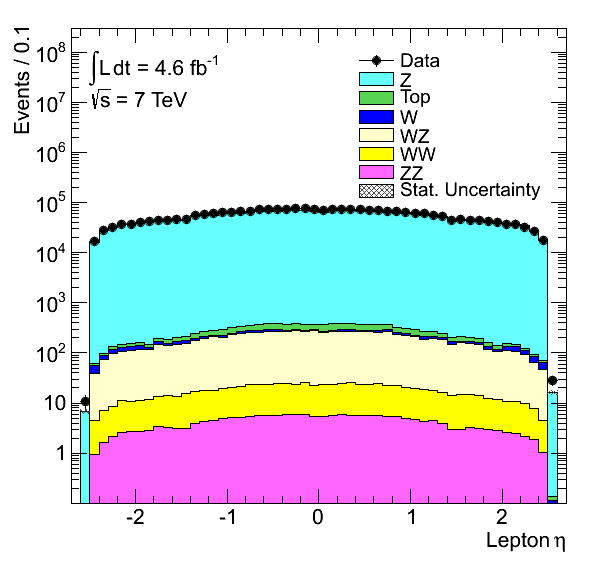 Events / 0.1
10⁸
10⁷
10⁶
10⁵
10⁴
10³
10²
10
1
∫L dt = 4.6 fb⁻¹
√s = 7 TeV
Data
Z
Top
W
WZ
WW
ZZ
Stat. Uncertainty
-2 -1 0 1 2
Lepton η